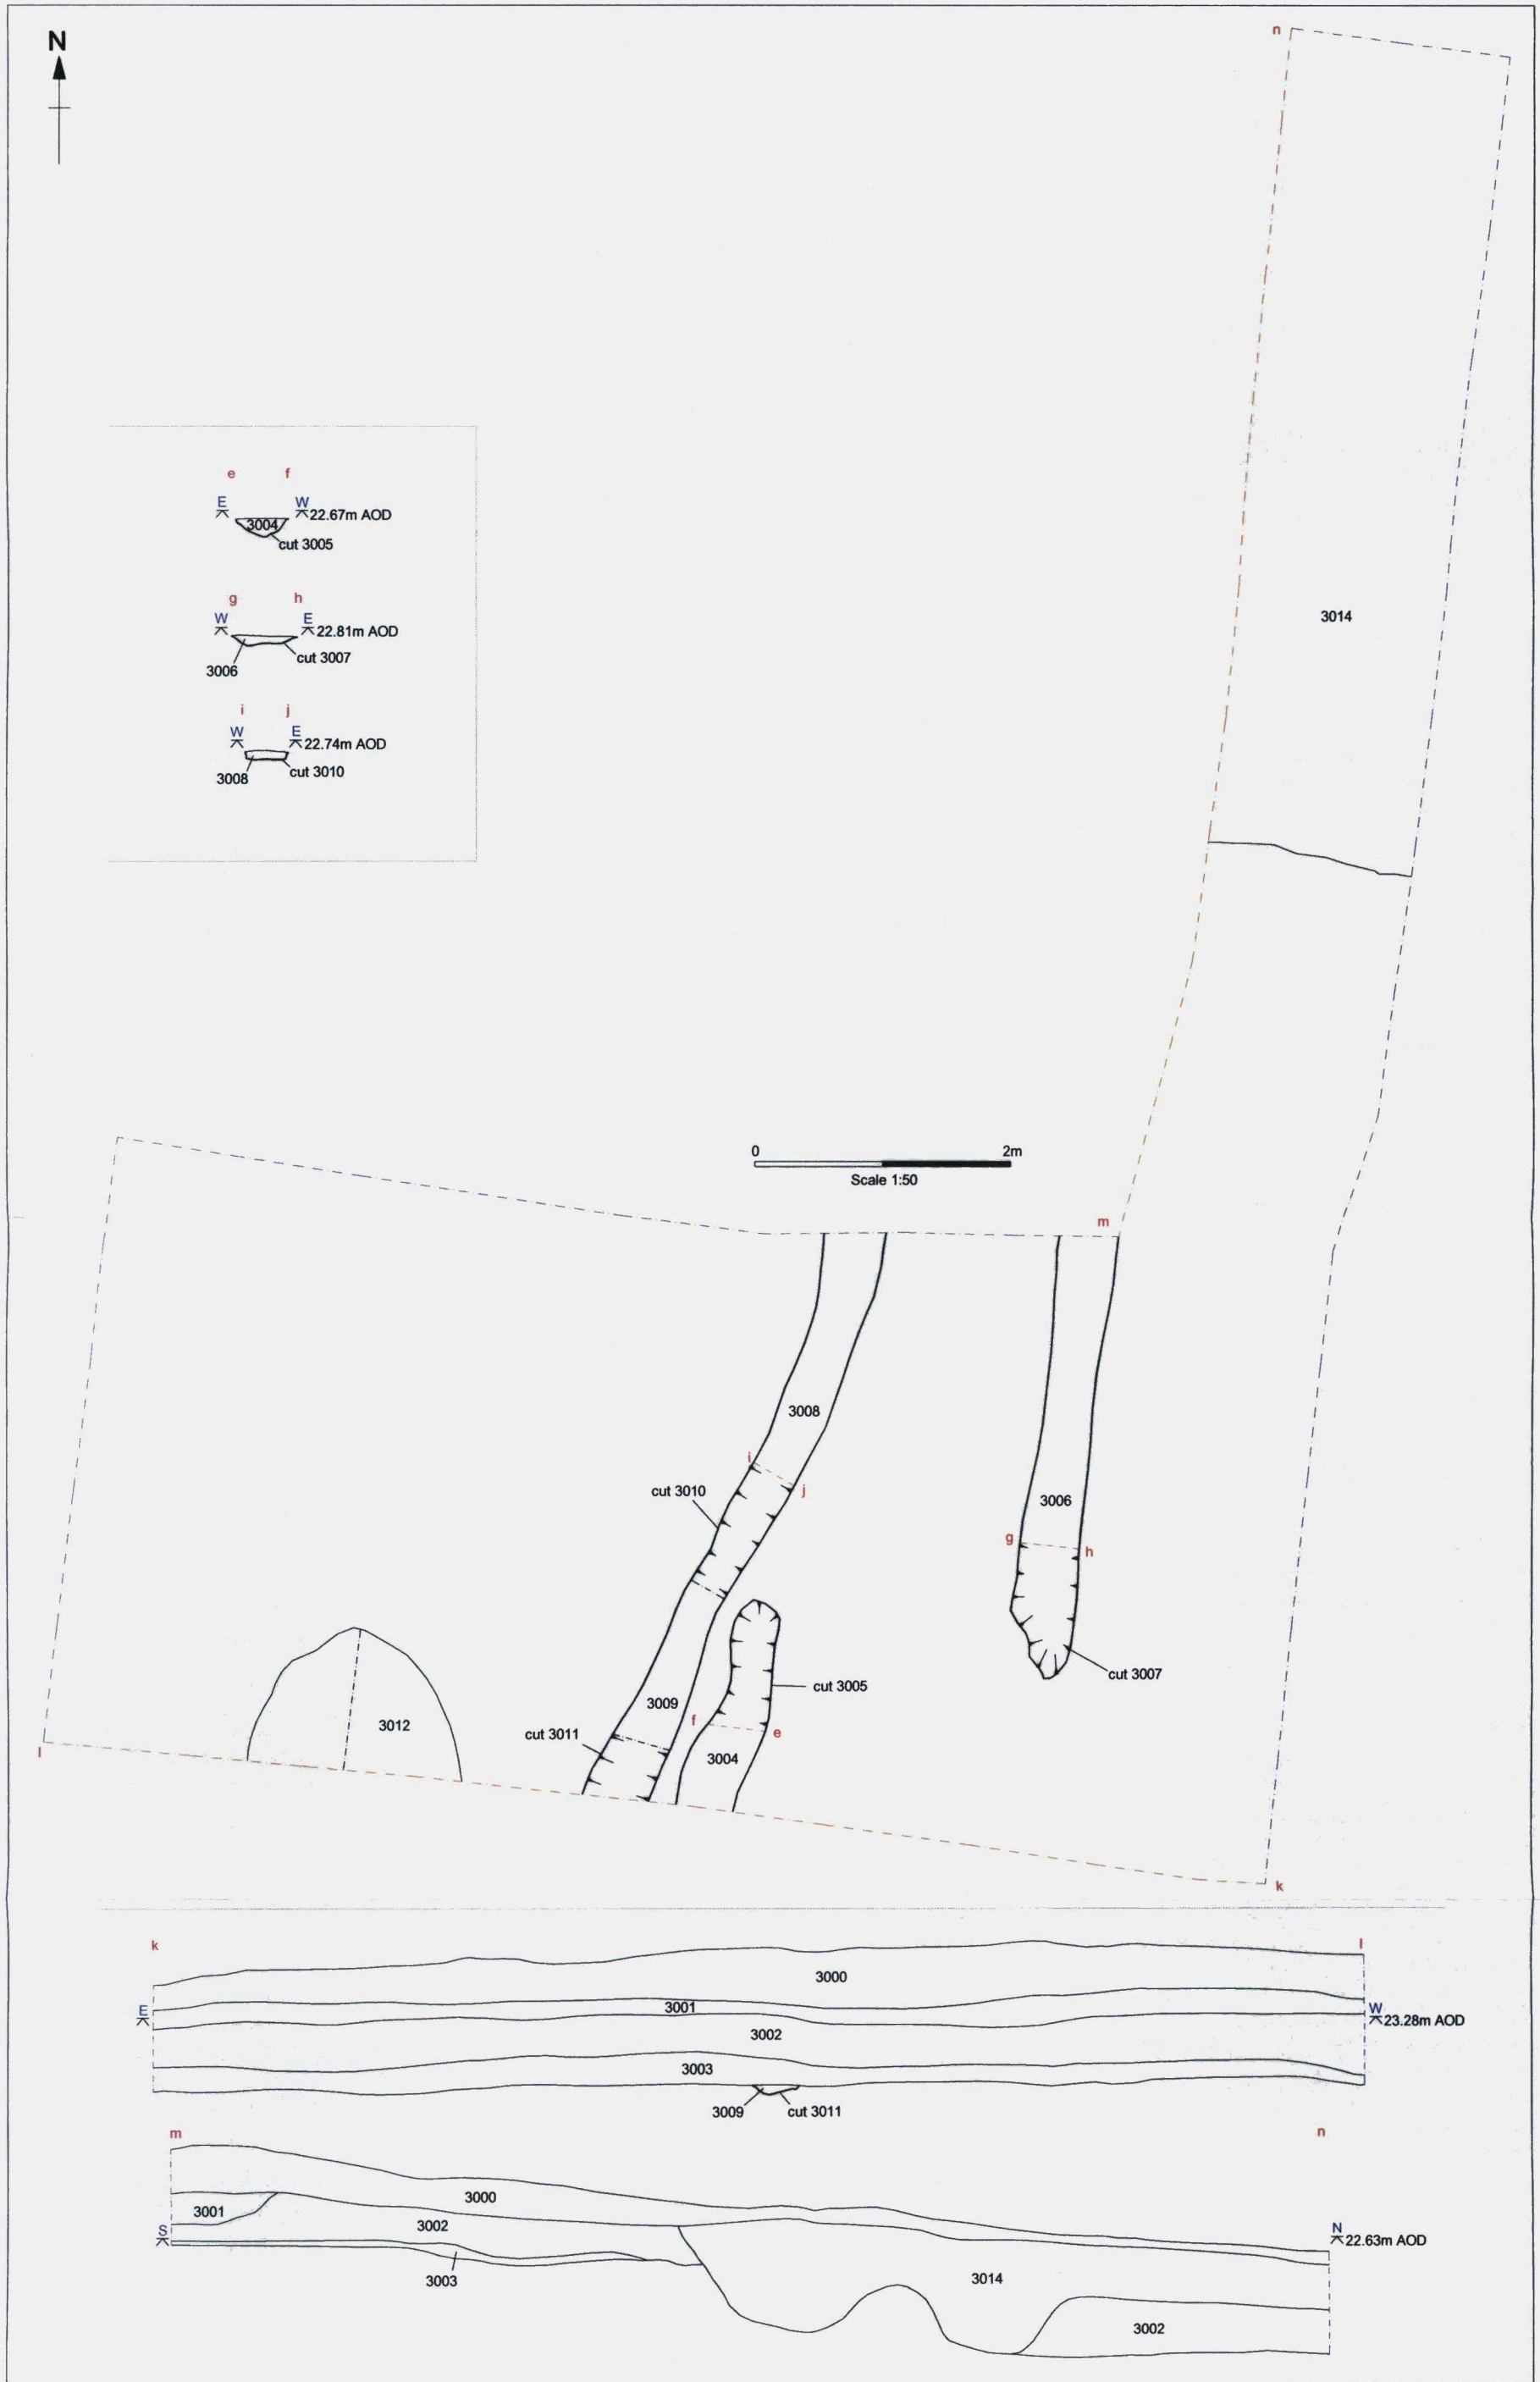 N
n
e f
E W
22.67m AOD
3004
cut 3005
g h
W E
22.81m AOD
3006
cut 3007
i j
W E
22.74m AOD
3008
cut 3010
3014
0 2m
Scale 1:50
m
3008
i
j
cut 3010
3006
g
h
cut 3007
cut 3005
3009
3012
f
e
cut 3011
3004
l
k
k l
3000
E
3001
W
23.28m AOD
3002
3003
3009
cut 3011
m n
3000
3001
3002
S
N
22.63m AOD
3003
3014
3002